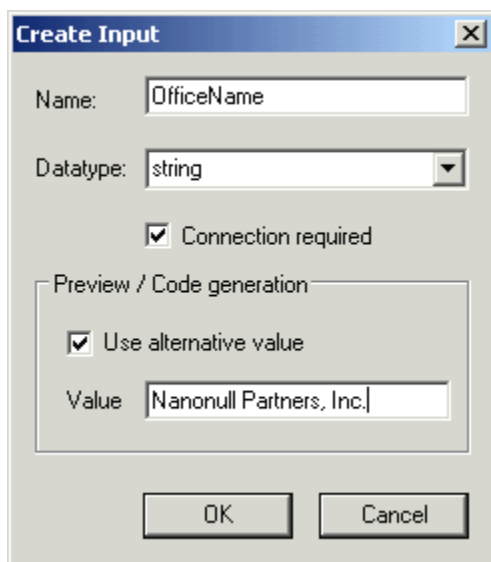 Create Input
Name: OfficeName
Datatype: string
Connection required
Preview / Code generation
Use alternative value
Value Nanonull Partners, Inc.
OK Cancel